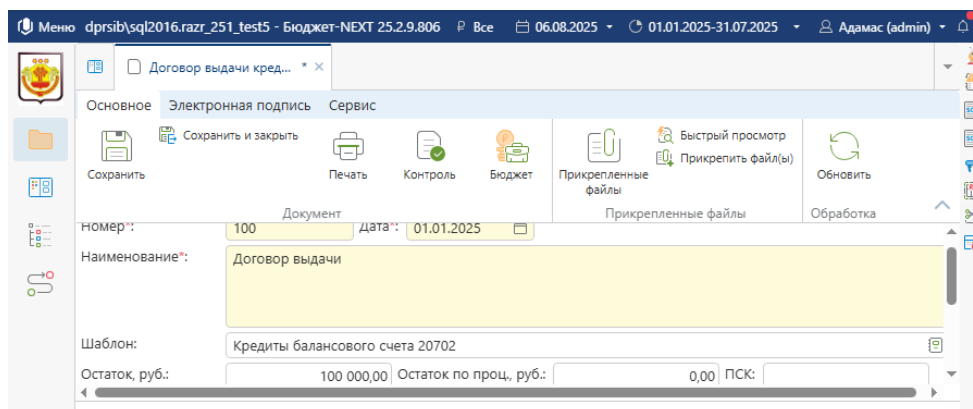 Меню dprsib\sql2016.razr_251_test5 - Бюджет-NEXT 25.2.9.806 ₽ Все 06.08.2025 01.01.2025-31.07.2025 Адамас (admin)
Договор выдачи кред... * ×
Основное Электронная подпись Сервис
Сохранить Сохранить и закрыть Печать Контроль Бюджет Прикрепленные файлы Быстрый просмотр Прикрепить файл(ы) Обновить
Документ Прикрепленные файлы Обработка
Номер*: 100 Дата*: 01.01.2025
Наименование*: Договор выдачи
Шаблон: Кредиты балансового счета 20702
Остаток, руб.: 100 000,00 Остаток по проц., руб.: 0,00 ПСК: